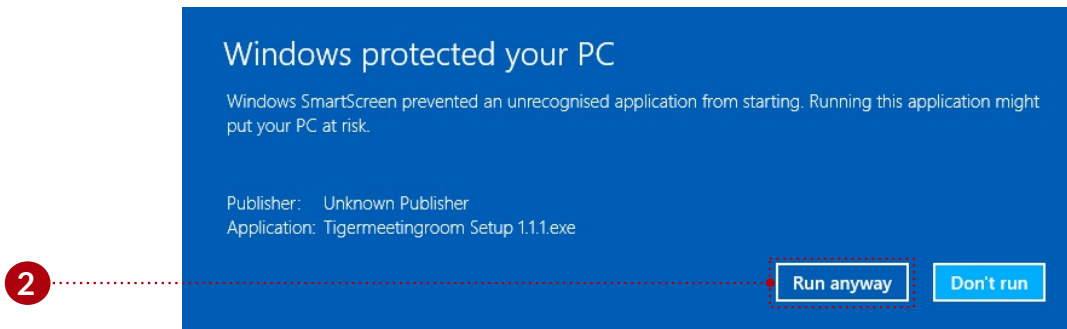 Windows protected your PC
Windows SmartScreen prevented an unrecognised application from starting. Running this application might
put your PC at risk.
Publisher: Unknown Publisher
Application: Tigermeetingroom Setup 1.1.1.exe
2
Run anyway Don't run